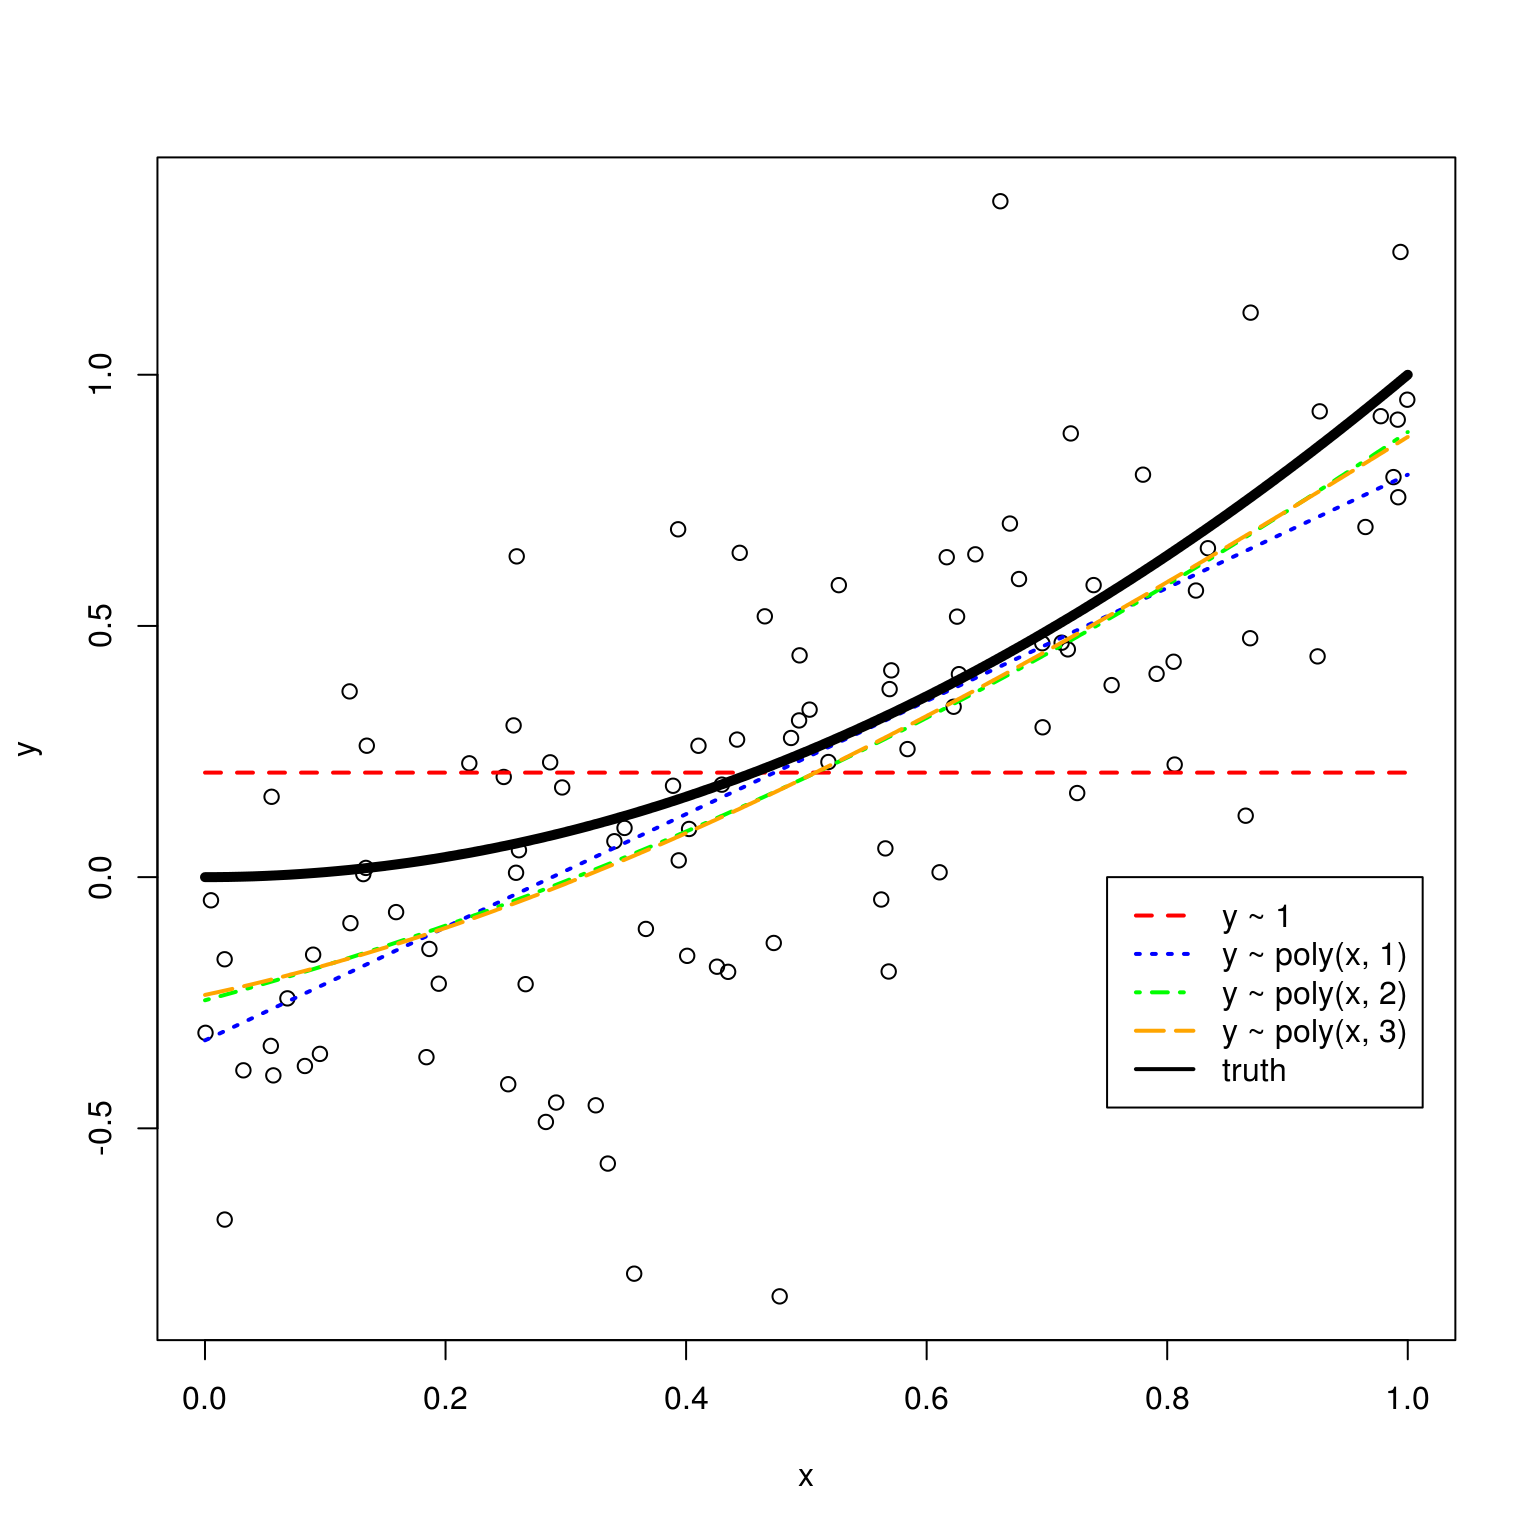 y
1.0
0.5
0.0
-0.5
y ~ 1
y ~ poly(x, 1)
y ~ poly(x, 2)
y ~ poly(x, 3)
truth
0.0 0.2 0.4 0.6 0.8 1.0
x